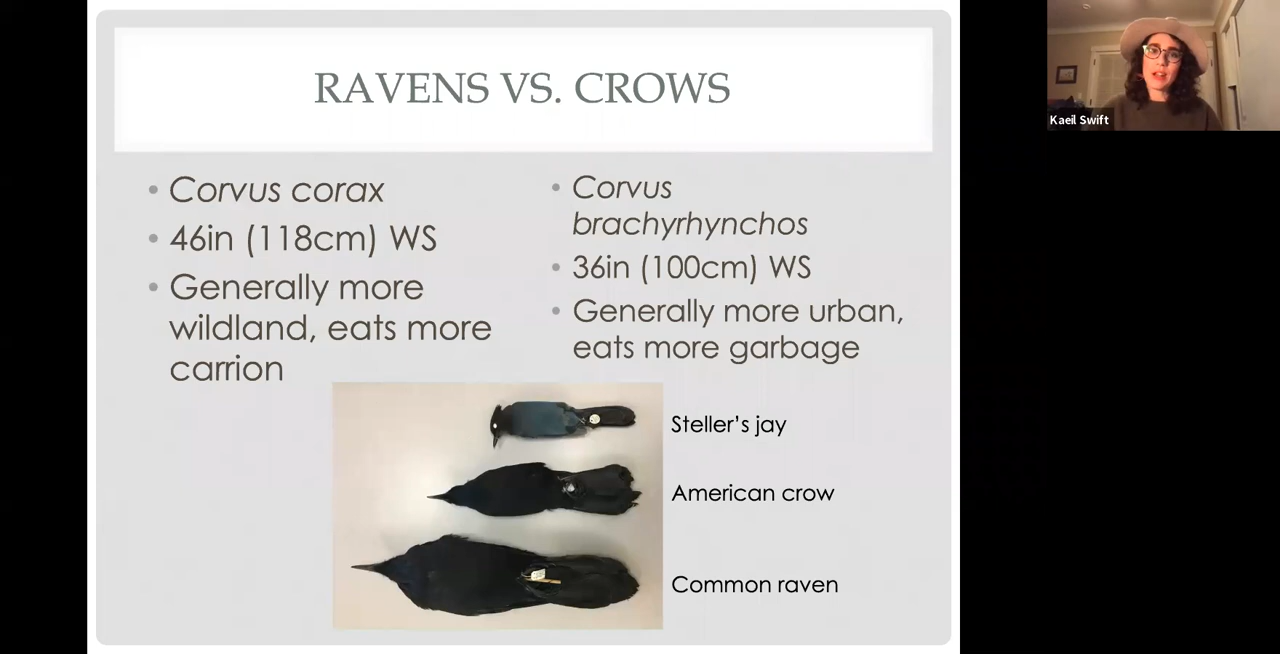 RAVENS VS. CROWS
• Corvus corax
• 46in (118cm) WS
• Generally more
wildland, eats more
carrion
• Corvus
brachyrhynchos
• 36in (100cm) WS
• Generally more urban,
eats more garbage
Steller's jay
American crow
Common raven
Kaeil Swift